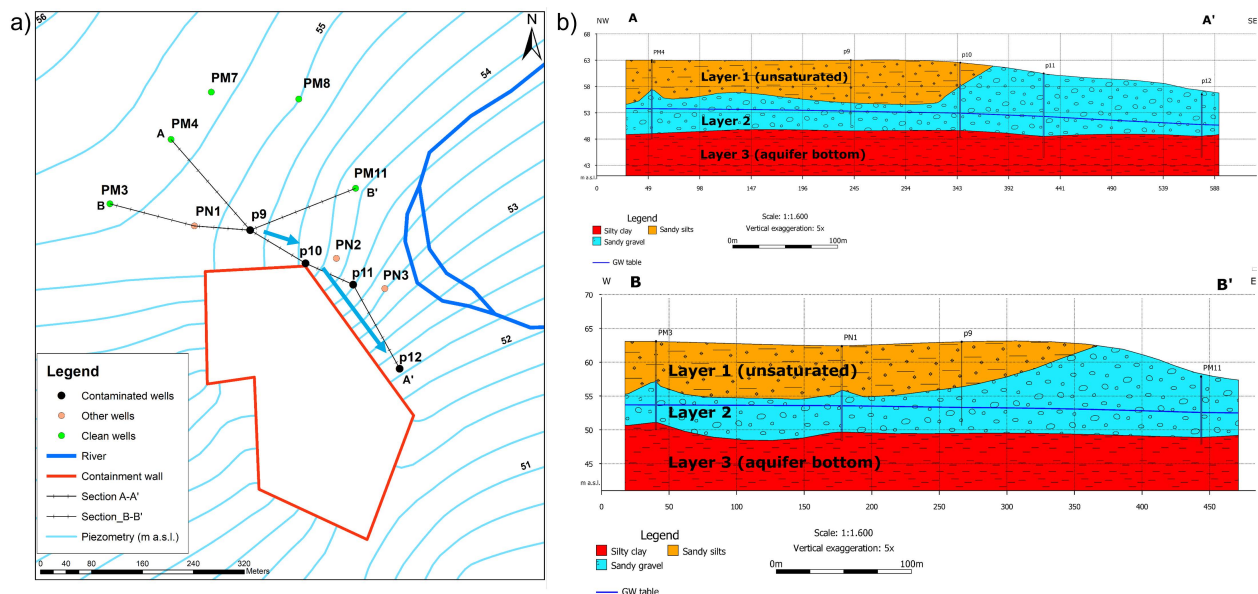 a)
N
56
55
54
53
52
51
PM7
PM8
A
PM4
PM11
B'
PM3
B
PN1
p9
p10
PN2
p11
PN3
p12
A'
Legend
Contaminated wells
Other wells
Clean wells
River
Containment wall
Section A-A'
Section_B-B'
Piezometry (m a.s.l.)
0 40 80 160 240 320
Meters
b)
NW A A' SE
68
63
58
53
48
43
m a.s.l.
PM4 p9 p10 p11 p12
Layer 1 (unsaturated)
Layer 2
Layer 3 (aquifer bottom)
0 49 98 147 196 245 294 343 392 441 490 539 588
Legend
Silty clay
Sandy silts
Sandy gravel
GW table
Scale: 1:1.600
Vertical exaggeration: 5x
0m 100m
W B B' E
70
65
60
55
50
45
m a.s.l.
PM3 PN1 p9 PM11
Layer 1 (unsaturated)
Layer 2
Layer 3 (aquifer bottom)
0 50 100 150 200 250 300 350 400 450
Legend
Silty clay
Sandy silts
Sandy gravel
GW table
Scale: 1:1.600
Vertical exaggeration: 5x
0m 100m